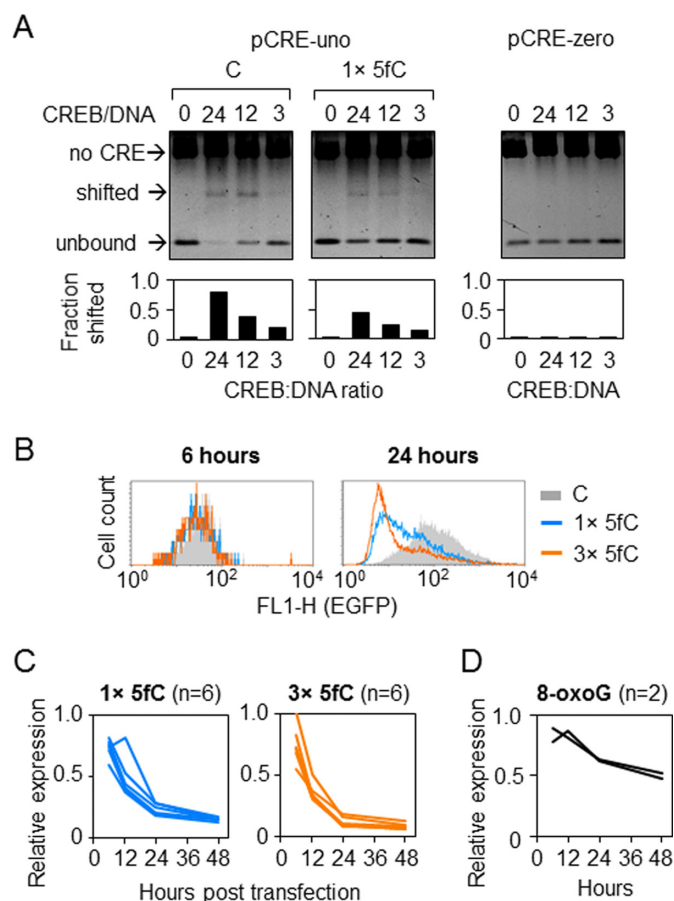 A
pCRE-uno
pCRE-zero
C
1× 5fC
CREB/DNA 0 24 12 3 0 24 12 3 0 24 12 3
no CRE→
shifted →
unbound→
Fraction shifted
1.0 1.0 1.0
0.5 0.5 0.5
0 0 0
0 24 12 3 0 24 12 3 0 24 12 3
CREB:DNA ratio
CREB:DNA
B
6 hours
24 hours
Cell count
C
1× 5fC
3× 5fC
10⁰ 10² 10⁴ 10⁰ 10² 10⁴
FL1-H (EGFP)
C
1× 5fC (n=6)
3× 5fC (n=6)
Relative expression
1.0 1.0
0.5 0.5
0 0
0 12 24 36 48 0 12 24 36 48
Hours post transfection
D
8-oxoG (n=2)
Relative expression
1.0
0.5
0
0 12 24 36 48
Hours